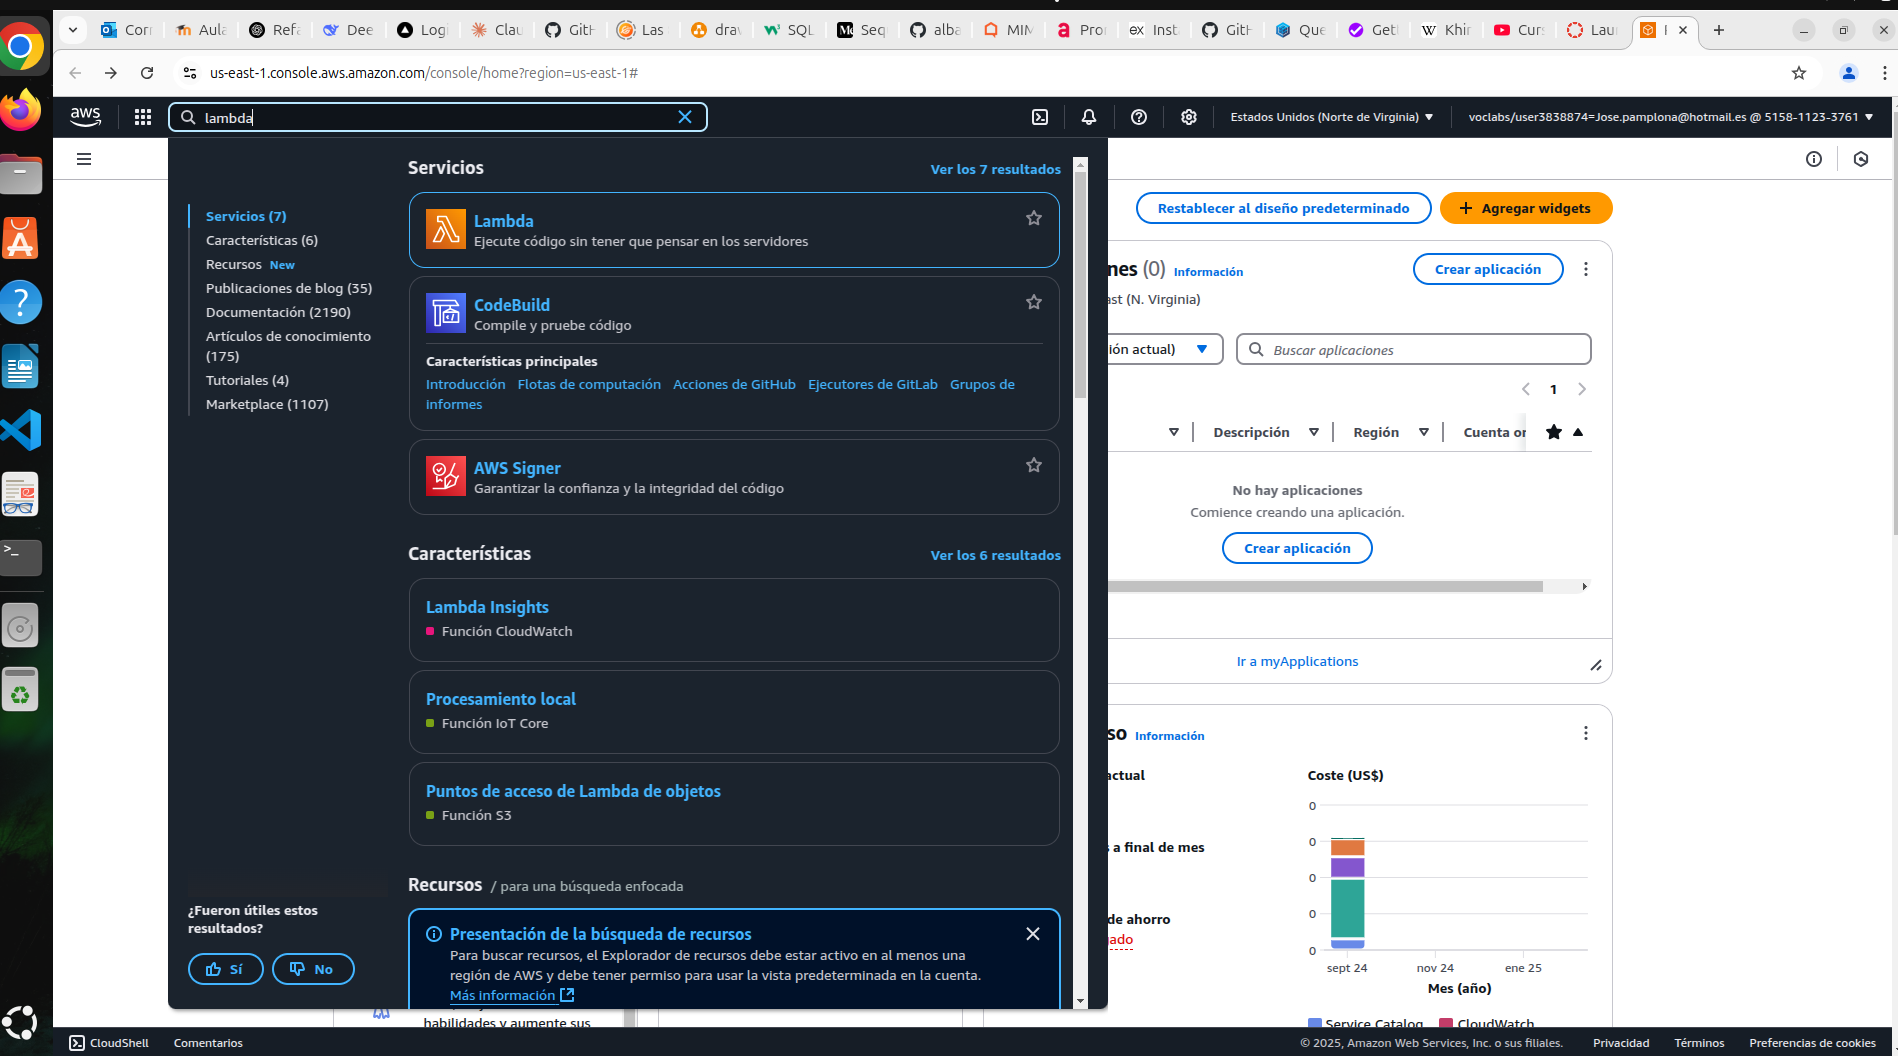 Corr
Aula
Refa
Dee
Logi
Clau
GitH
Las
draw
SQL
Seq
alba
MIM
Pro
Inst
GitH
Que
Getl
Khir
Curs
Laun
us-east-1.console.aws.amazon.com/console/home?region=us-east-1#
aws
lambda
Estados Unidos (Norte de Virginia)
voclabs/user3838874=Jose.pamplona@hotmail.es @ 5158-1123-3761
Servicios
Ver los 7 resultados
Servicios (7)
Características (6)
Recursos New
Publicaciones de blog (35)
Documentación (2190)
Artículos de conocimiento
(175)
Tutoriales (4)
Marketplace (1107)
Lambda
Ejecute código sin tener que pensar en los servidores
CodeBuild
Compile y pruebe código
Características principales
Introducción Flotas de computación Acciones de GitHub Ejecutores de GitLab Grupos de
informes
AWS Signer
Garantizar la confianza y la integridad del código
Características
Ver los 6 resultados
Lambda Insights
Función CloudWatch
Procesamiento local
Función IoT Core
Puntos de acceso de Lambda de objetos
Función S3
Recursos / para una búsqueda enfocada
Presentación de la búsqueda de recursos
Para buscar recursos, el Explorador de recursos debe estar activo en al menos una
región de AWS y debe tener permiso para usar la vista predeterminada en la cuenta.
Más información
¿Fueron útiles estos
resultados?
Sí
No
habilidades y aumente sus
Restablecer al diseño predeterminado
Agregar widgets
nes (0) Información
Crear aplicación
ast (N. Virginia)
ión actual)
Buscar aplicaciones
1
Descripción
Región
Cuenta or
No hay aplicaciones
Comience creando una aplicación.
Crear aplicación
Ir a myApplications
so Información
actual
Coste (US$)
s a final de mes
de ahorro
gado
0
0
0
0
0
sept 24
nov 24
ene 25
Mes (año)
Service Catalog
CloudWatch
CloudShell
Comentarios
© 2025, Amazon Web Services, Inc. o sus filiales.
Privacidad
Términos
Preferencias de cookies